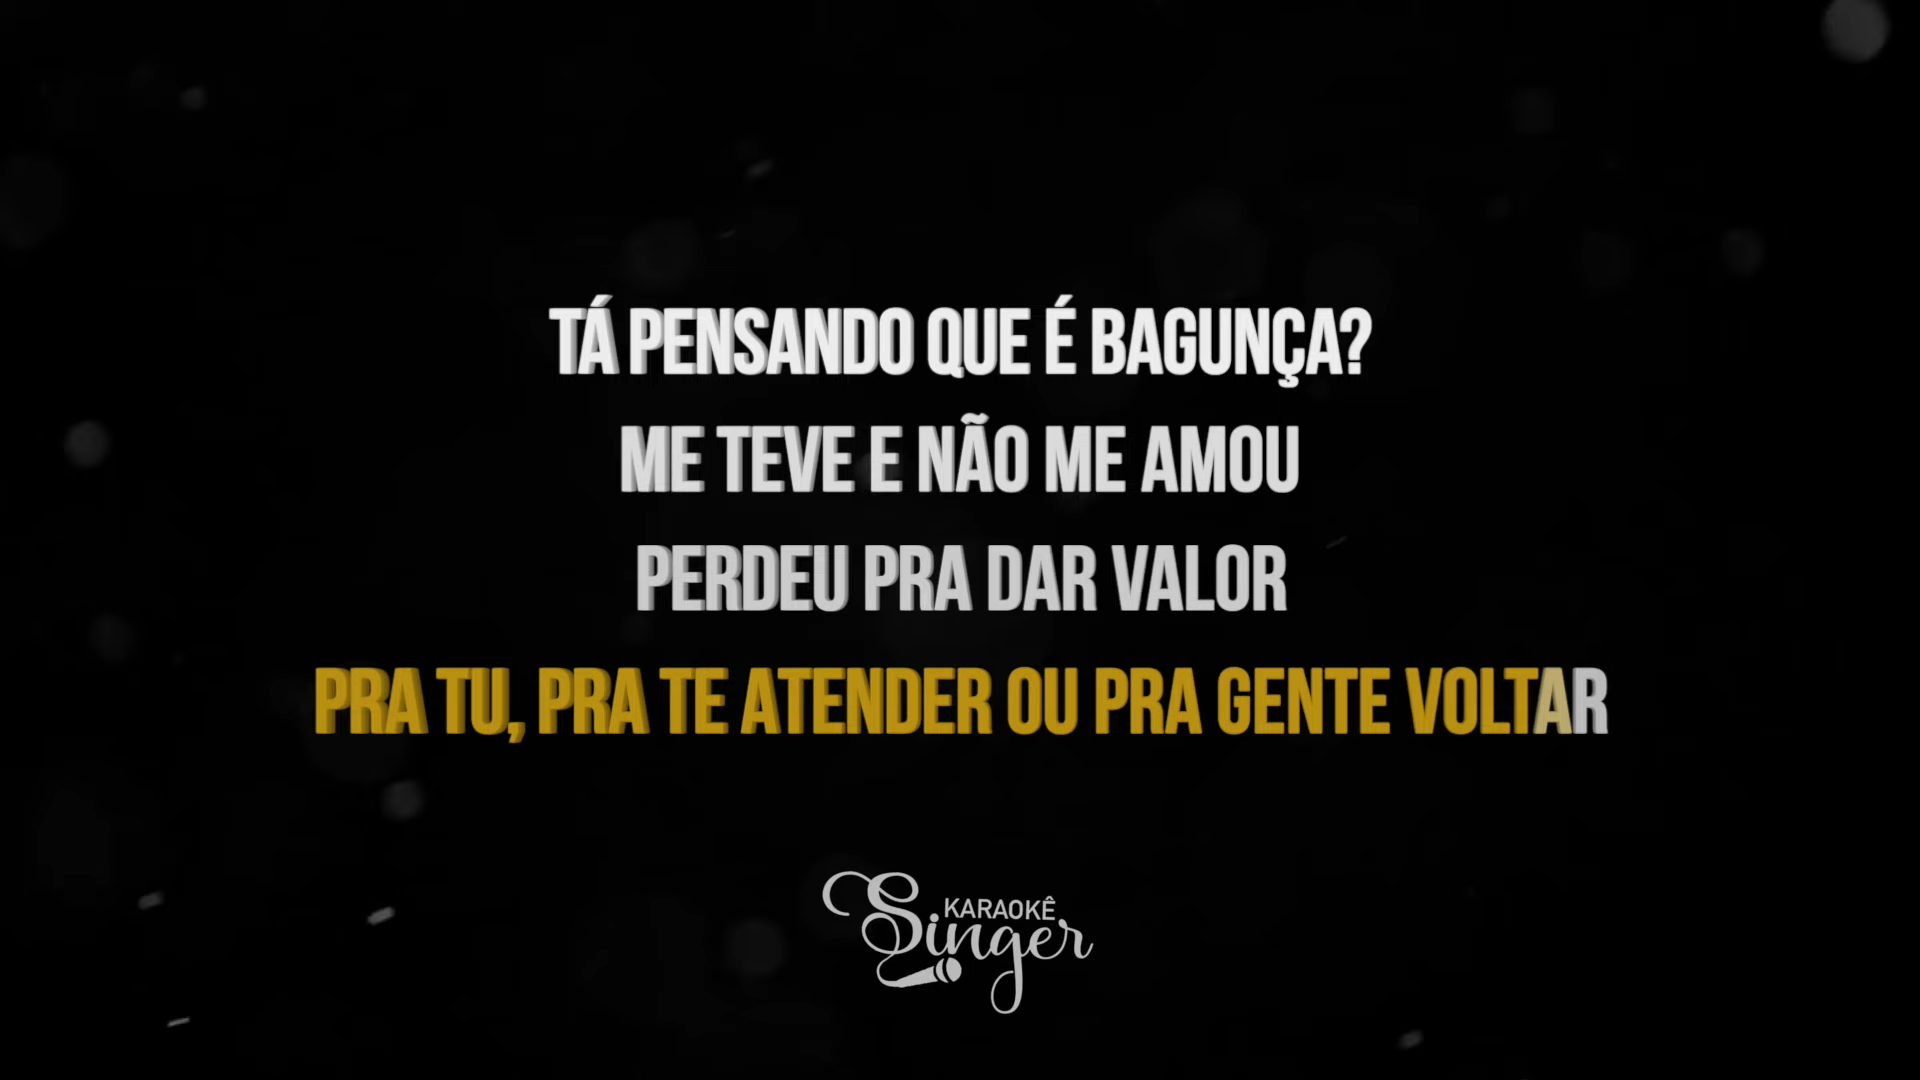 TÁ PENSANDO QUE É BAGUNÇA?
ME TEVE E NÃO ME AMOU
PERDEU PRA DAR VALOR
PRA TU, PRA TE ATENDER OU PRA GENTE VOLTAR
KARAOKÊ
Singer